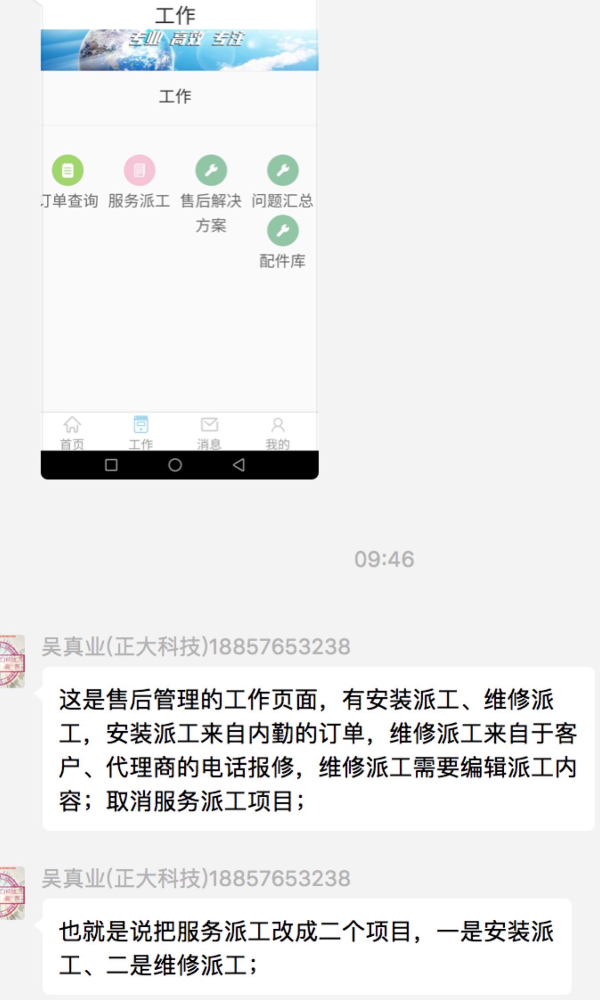 工作
专业 高效 专注
工作
订单查询 服务派工 售后解决 问题汇总
方案
配件库
首页 工作 消息 我的
09:46
吴真业(正大科技)18857653238
这是售后管理的工作页面，有安装派工、维修派
工，安装派工来自内勤的订单，维修派工来自于客
户、代理商的电话报修，维修派工需要编辑派工内
容；取消服务派工项目；
吴真业(正大科技)18857653238
也就是说把服务派工改成二个项目，一是安装派
工、二是维修派工；